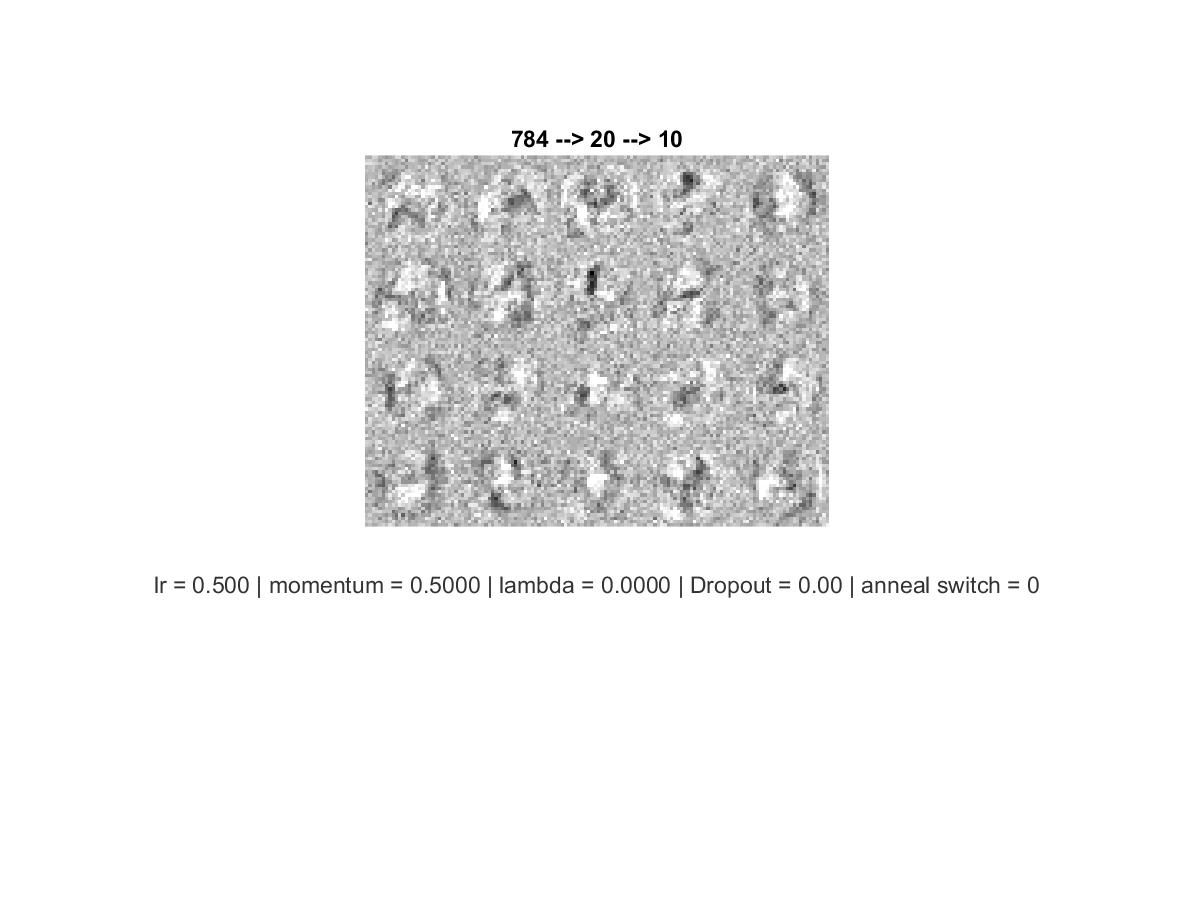 784 --> 20 --> 10
lr = 0.500 | momentum = 0.5000 | lambda = 0.0000 | Dropout = 0.00 | anneal switch = 0